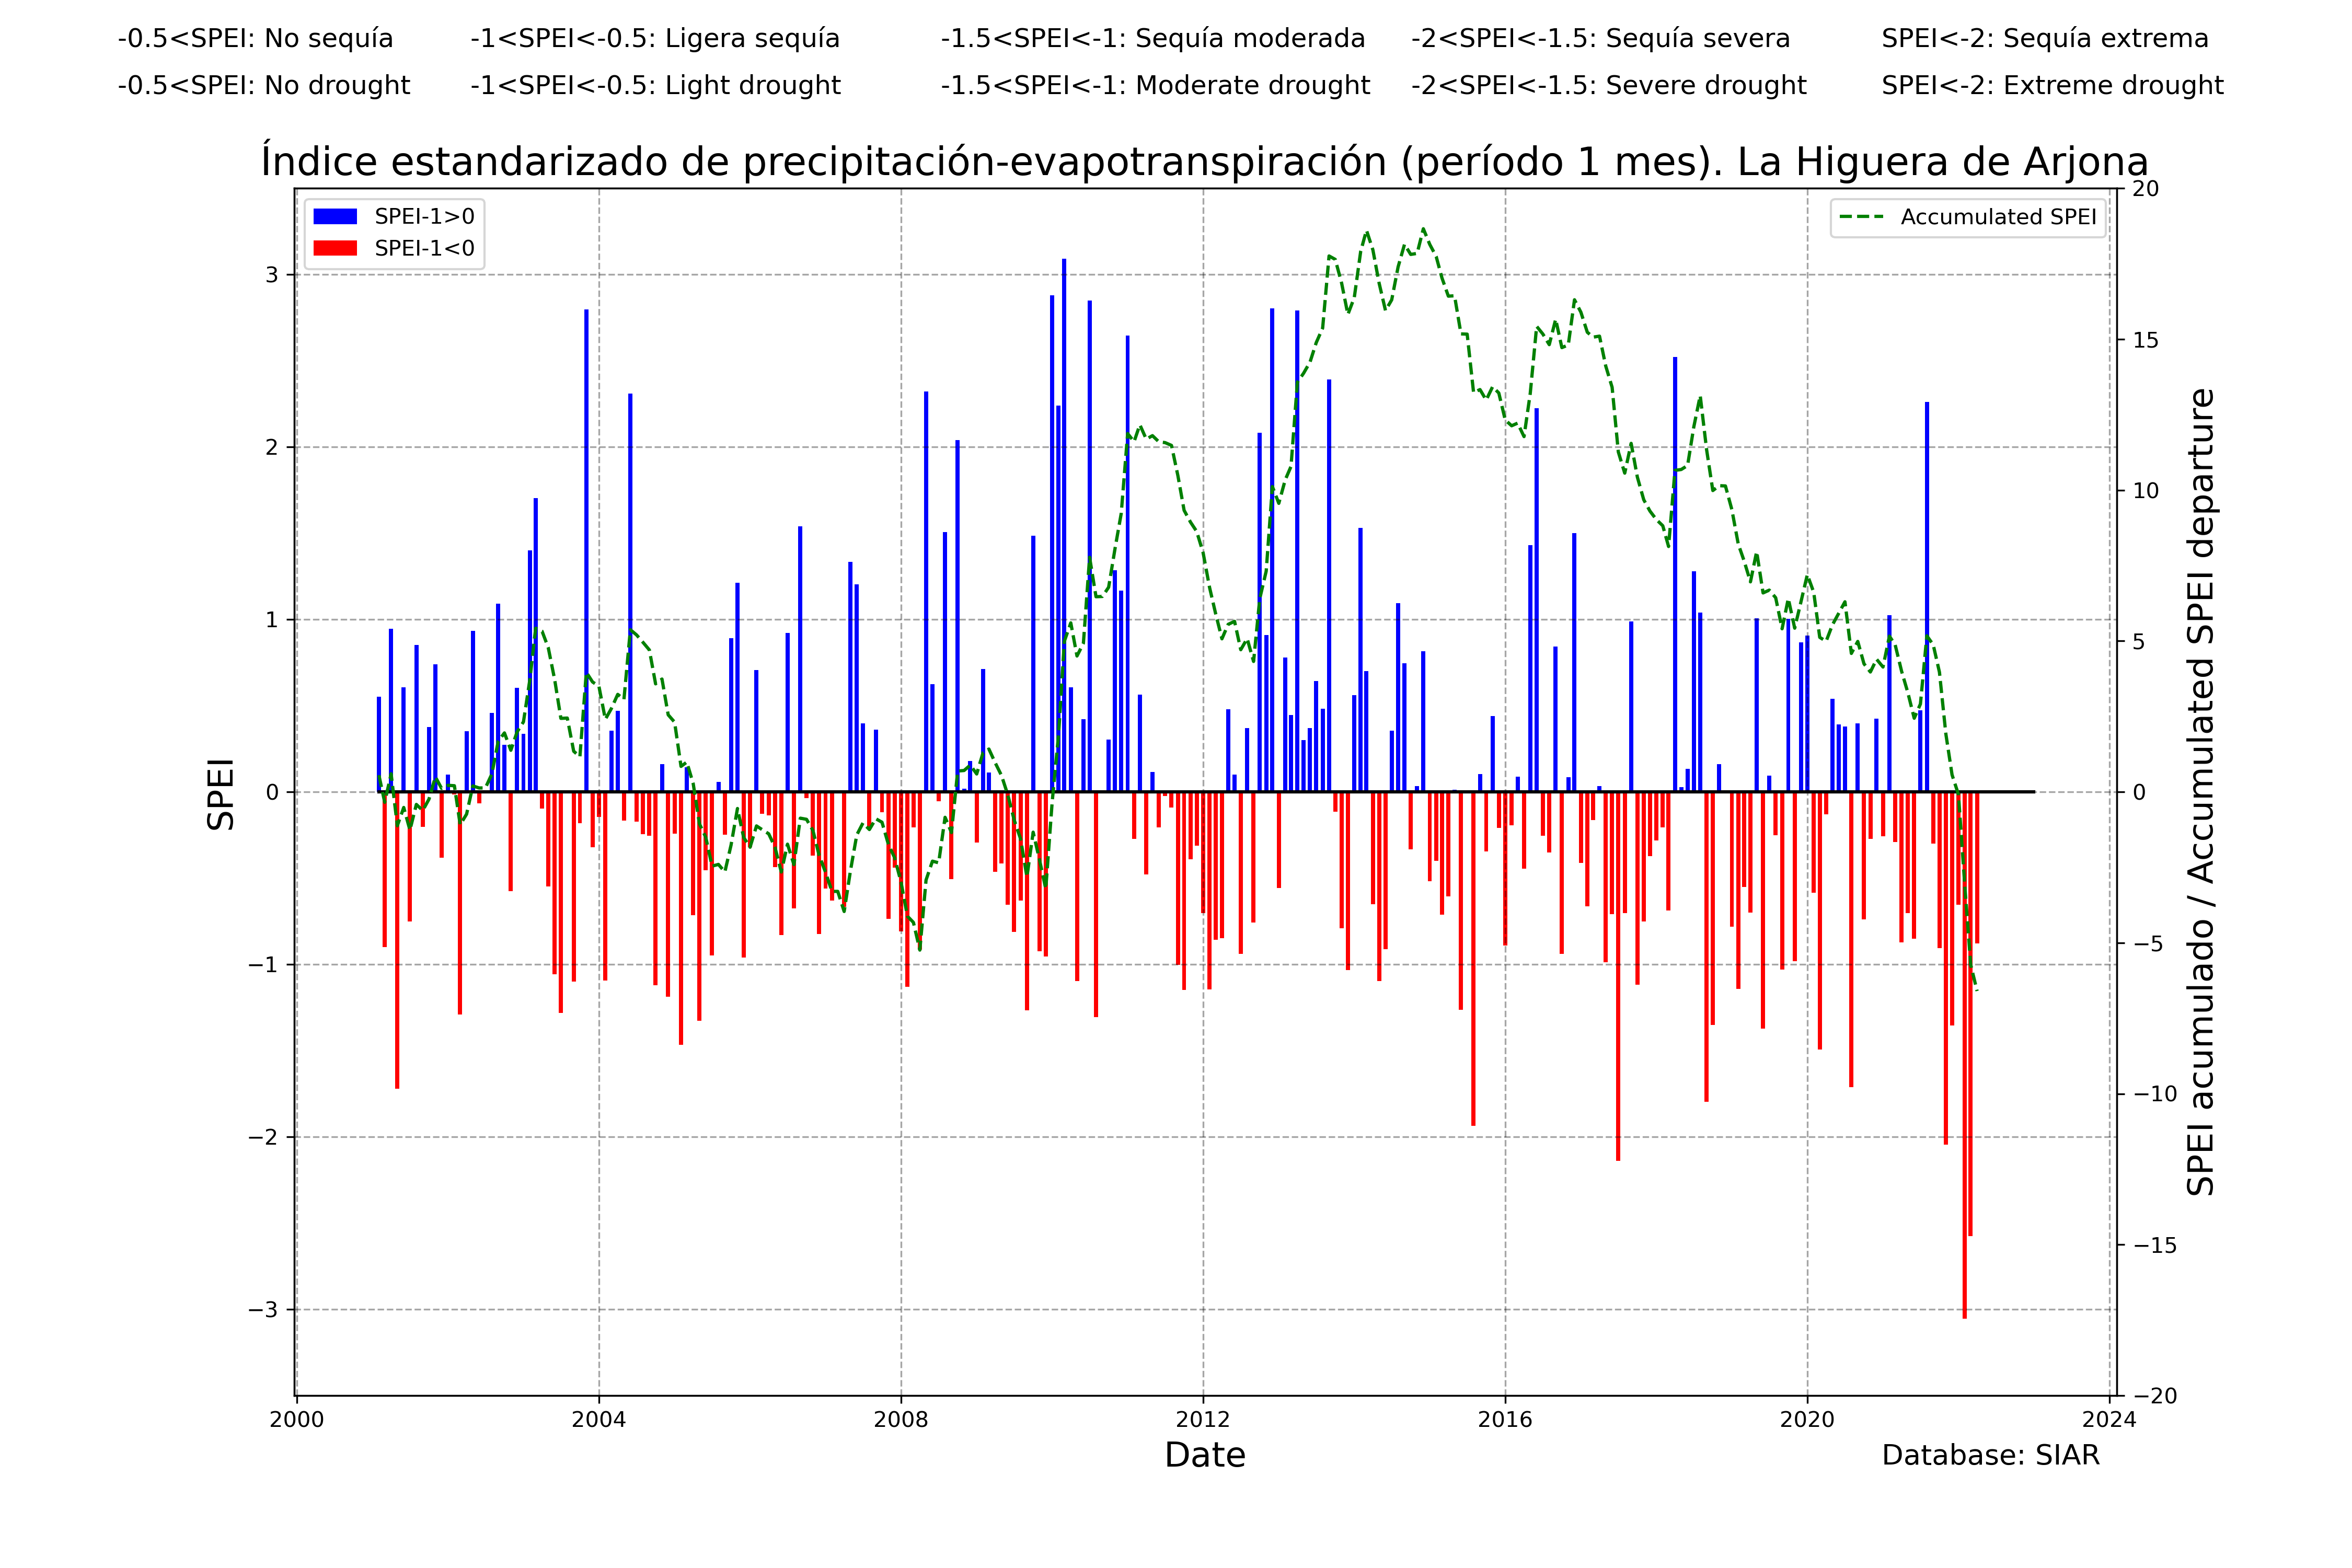 -0.5<SPEI: No sequía -1<SPEI<-0.5: Ligera sequía -1.5<SPEI<-1: Sequía moderada -2<SPEI<-1.5: Sequía severa SPEI<-2: Sequía extrema
-0.5<SPEI: No drought -1<SPEI<-0.5: Light drought -1.5<SPEI<-1: Moderate drought -2<SPEI<-1.5: Severe drought SPEI<-2: Extreme drought
Índice estandarizado de precipitación-evapotranspiración (período 1 mes). La Higuera de Arjona
SPEI-1>0
SPEI-1<0
Accumulated SPEI
SPEI
3
2
1
0
−1
−2
−3
20
15
10
5
0
−5
−10
−15
−20
SPEI acumulado / Accumulated SPEI departure
2000 2004 2008 2012 2016 2020 2024
Date
Database: SIAR